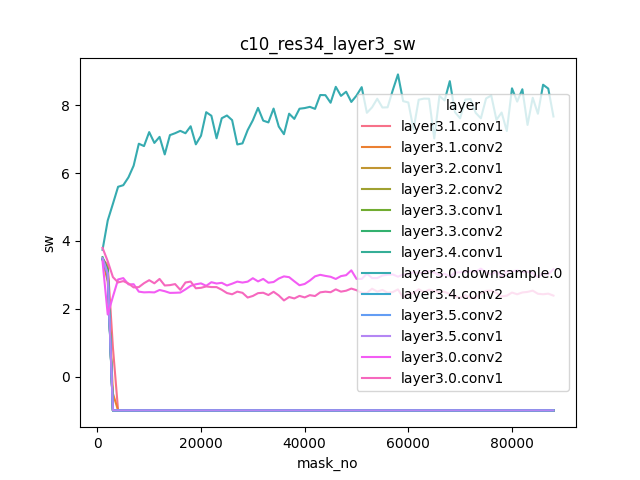 c10_res34_layer3_sw
sw
8
6
4
2
0
layer
layer3.1.conv1
layer3.1.conv2
layer3.2.conv1
layer3.2.conv2
layer3.3.conv1
layer3.3.conv2
layer3.4.conv1
layer3.0.downsample.0
layer3.4.conv2
layer3.5.conv2
layer3.5.conv1
layer3.0.conv2
layer3.0.conv1
0 20000 40000 60000 80000
mask_no